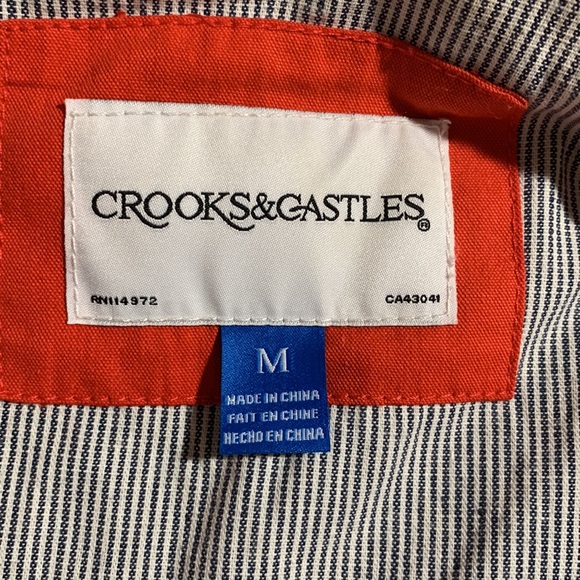 CROOKS&CASTLES®
RN114972 CA43041
M
MADE IN CHINA
FAIT EN CHINE
HECHO EN CHINA